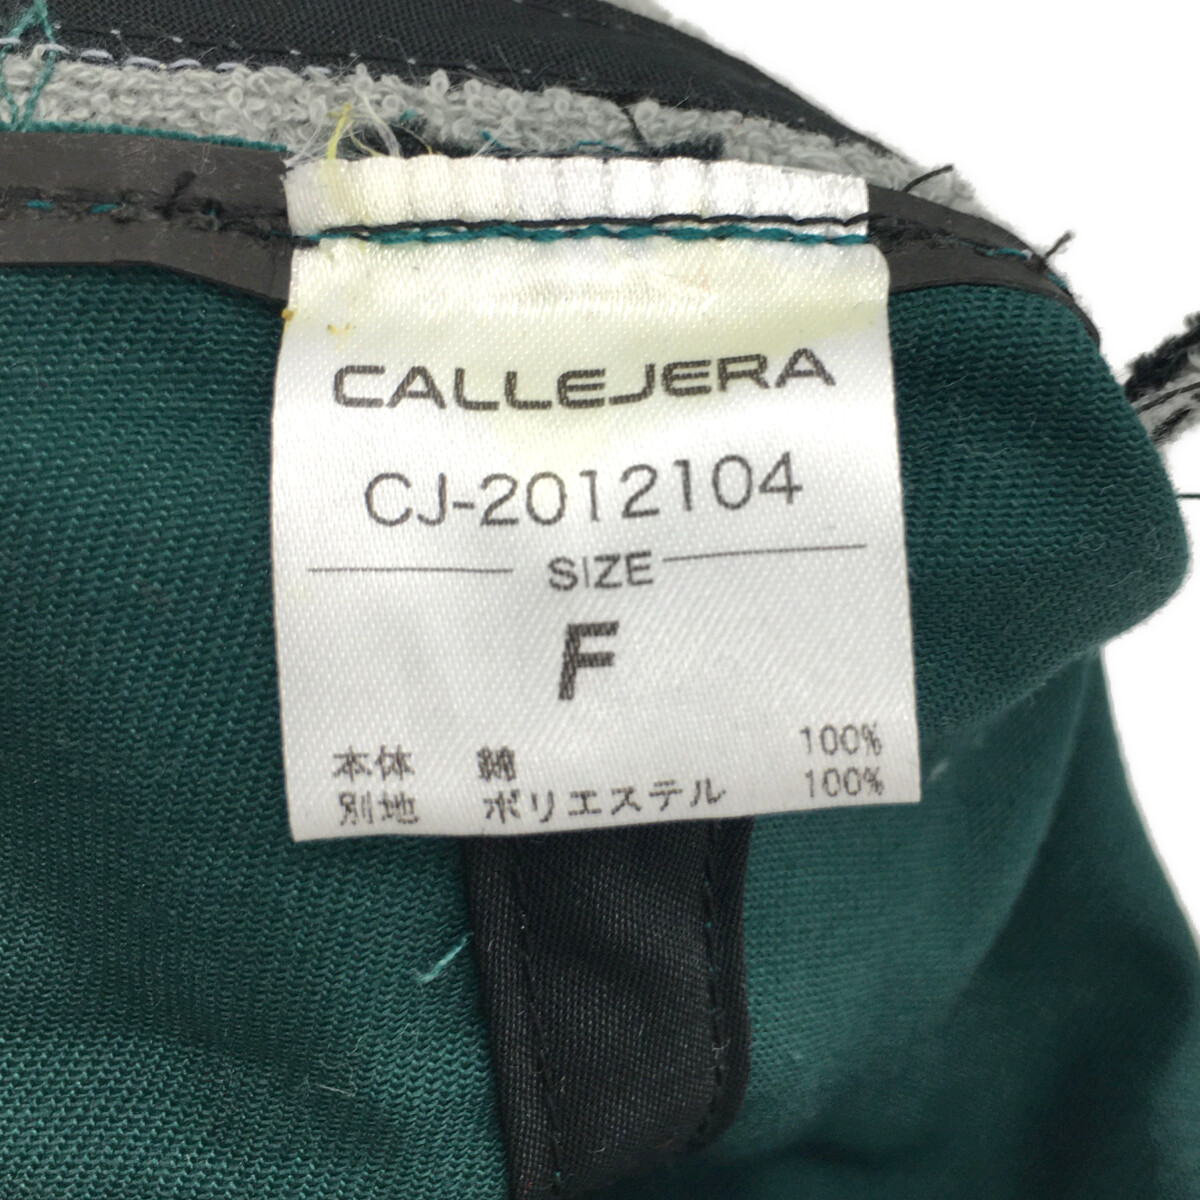 CALLEJERA
CJ-2012104
SIZE
F
本体 綿 100%
別地 ポリエステル 100%